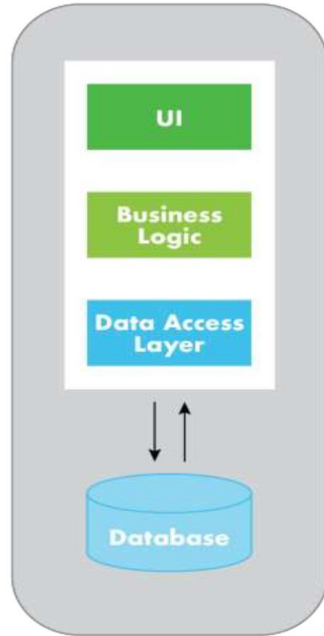 UI
Business
Logic
Data Access
Layer
Database